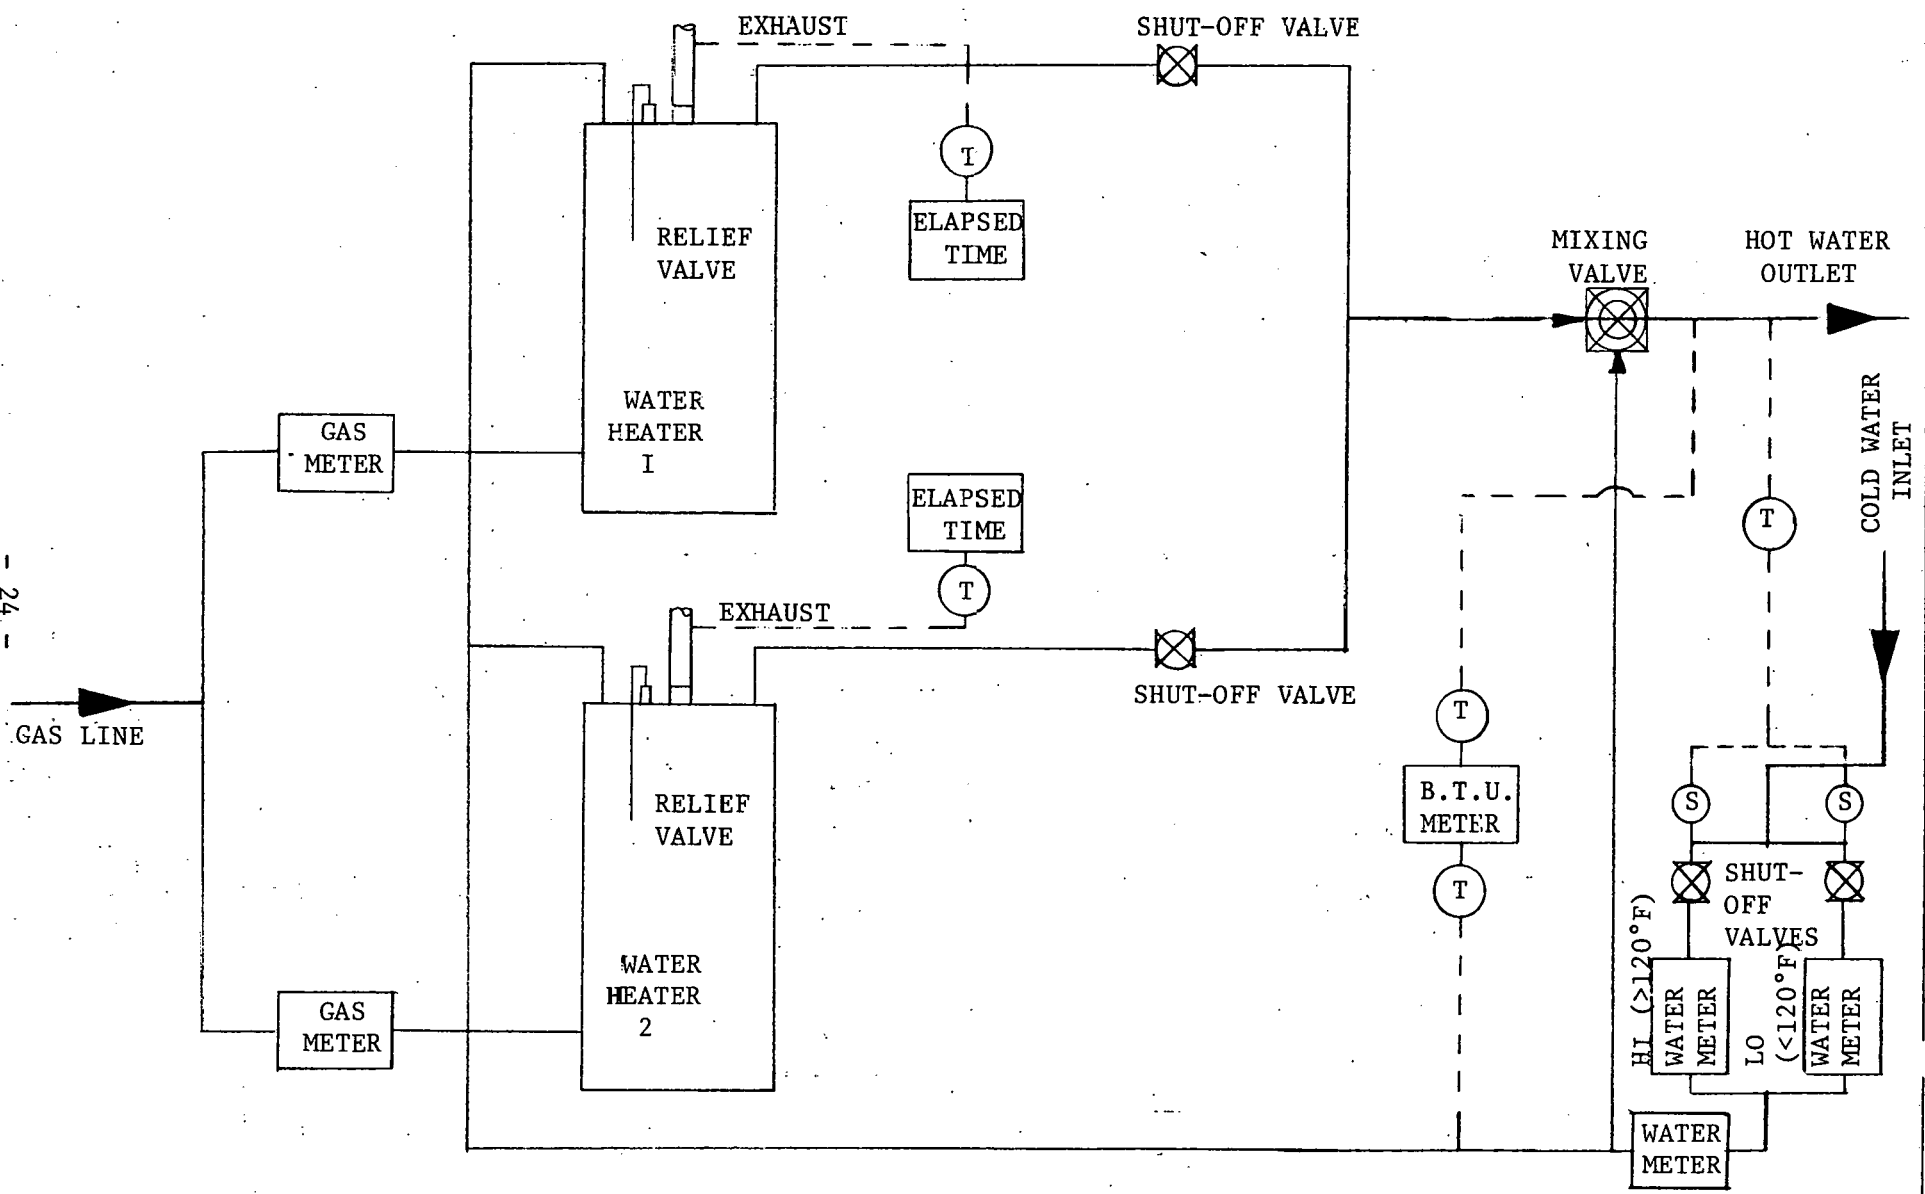 EXHAUST
SHUT-OFF VALVE
T
ELAPSED
TIME
RELIEF
VALVE
MIXING
VALVE
HOT WATER
OUTLET
WATER
HEATER
1
GAS
METER
COLD WATER
INLET
ELAPSED
TIME
T
T
EXHAUST
- 24 -
SHUT-OFF VALVE
GAS LINE
T
RELIEF
VALVE
B.T.U.
METER
S
S
T
SHUT-
OFF
VALVES
HI (>120°F)
WATER
METER
LO
(<120°F)
WATER
METER
WATER
HEATER
2
GAS
METER
WATER
METER